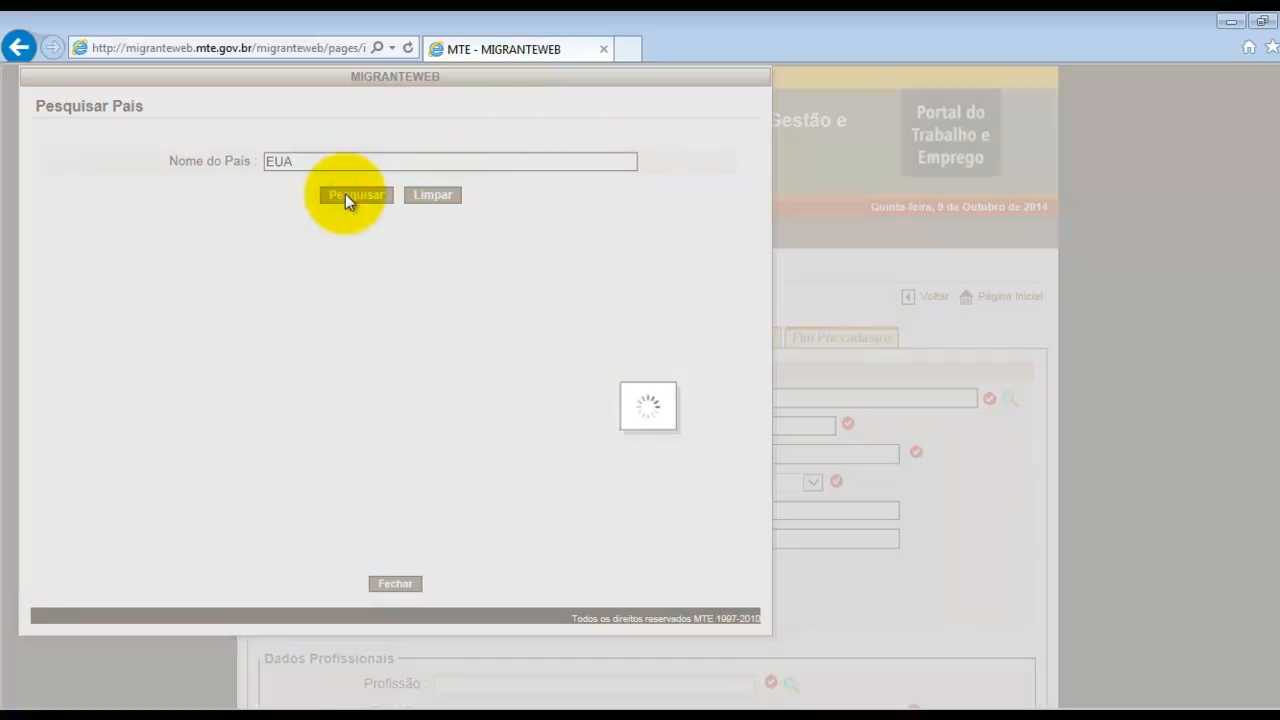 http://migranteweb.mte.gov.br/migranteweb/pages/i
MTE - MIGRANTEWEB
MIGRANTEWEB
Pesquisar País
Gestão e
Portal do
Trabalho e
Emprego
Nome do País :
EUA
Pesquisar
Limpar
Quinta-feira, 9 de Outubro de 2014
Voltar
Página Inicial
Fim Pré cadastro
Fechar
Todos os direitos reservados MTE 1997-2010
Dados Profissionais
Profissão :